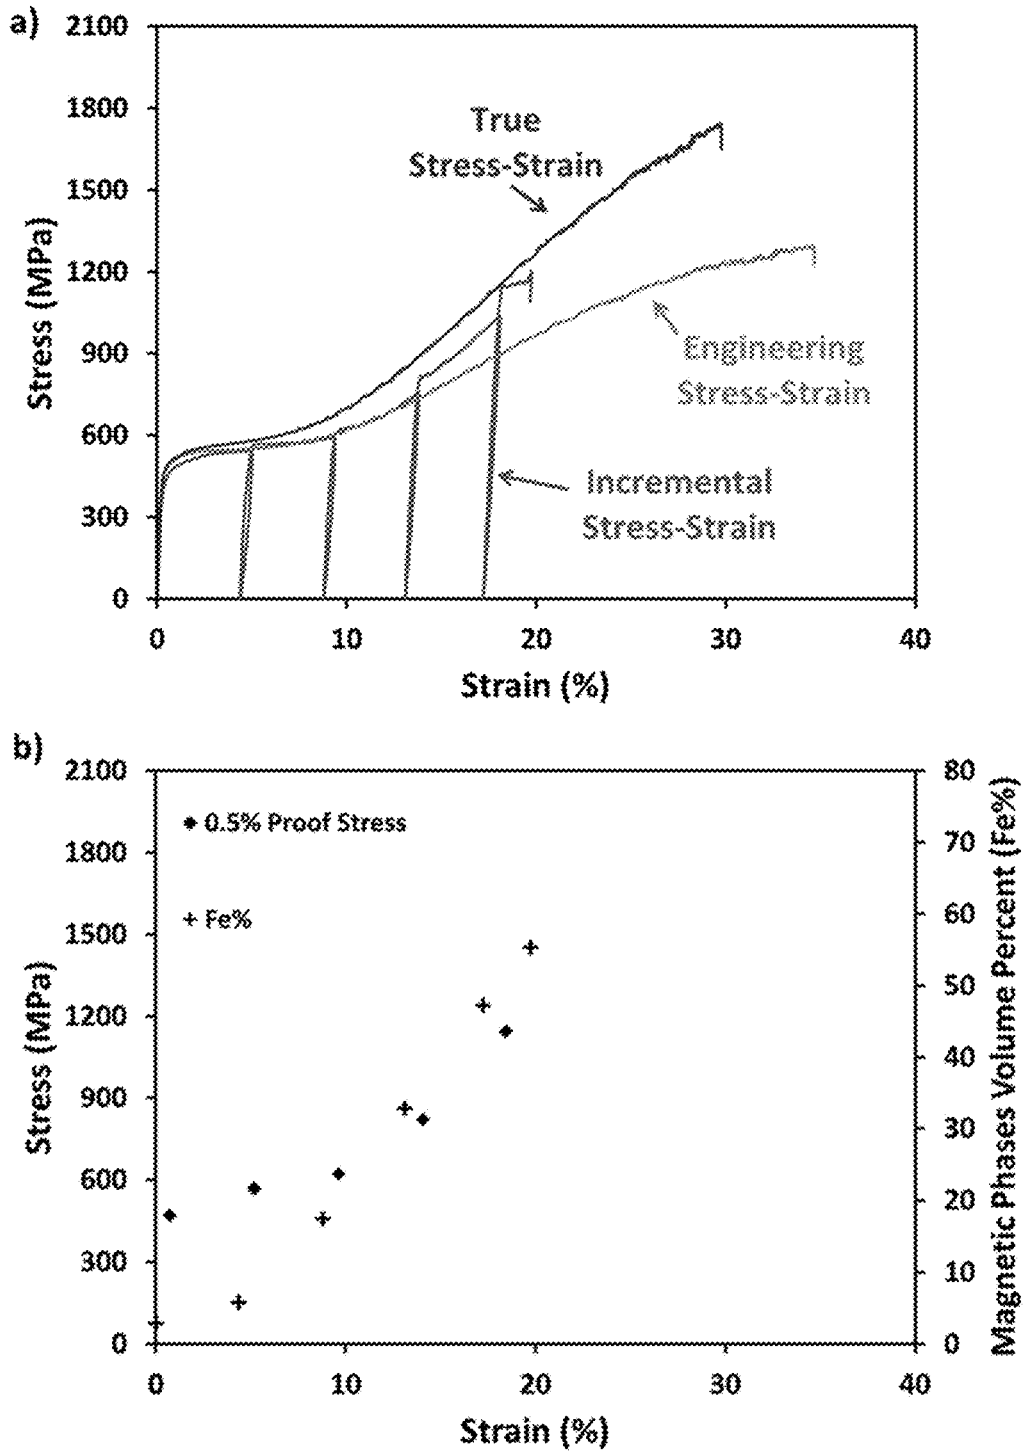 a)
2100
1800
1500
1200
900
600
300
0
Stress (MPa)
True
Stress-Strain
Engineering
Stress-Strain
Incremental
Stress-Strain
0 10 20 30 40
Strain (%)
b)
2100
1800
1500
1200
900
600
300
0
Stress (MPa)
0.5% Proof Stress
Fe%
80
70
60
50
40
30
20
10
0
Magnetic Phases Volume Percent (Fe%)
0 10 20 30 40
Strain (%)